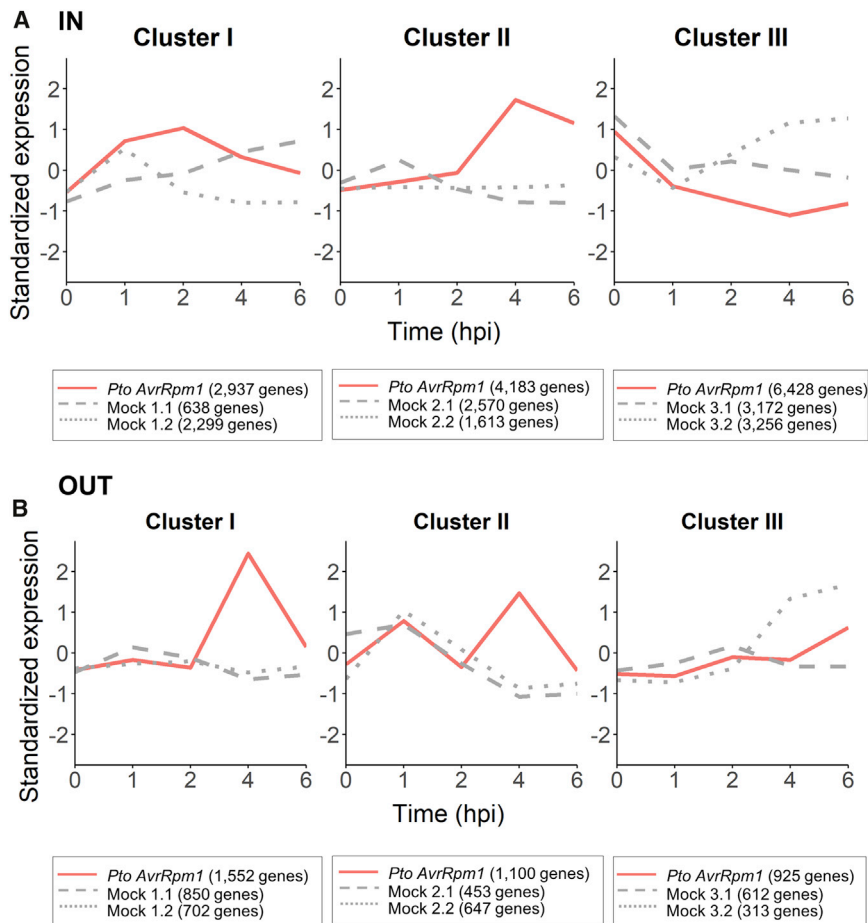 A IN
Cluster I Cluster II Cluster III
Standardized expression
2
1
0
-1
-2
2
1
0
-1
-2
2
1
0
-1
-2
0 1 2 4 6 0 1 2 4 6 0 1 2 4 6
Time (hpi)
Pto AvrRpm1 (2,937 genes)
Mock 1.1 (638 genes)
Mock 1.2 (2,299 genes)
Pto AvrRpm1 (4,183 genes)
Mock 2.1 (2,570 genes)
Mock 2.2 (1,613 genes)
Pto AvrRpm1 (6,428 genes)
Mock 3.1 (3,172 genes)
Mock 3.2 (3,256 genes)
OUT
B
Cluster I Cluster II Cluster III
Standardized expression
2
1
0
-1
-2
2
1
0
-1
-2
2
1
0
-1
-2
0 1 2 4 6 0 1 2 4 6 0 1 2 4 6
Time (hpi)
Pto AvrRpm1 (1,552 genes)
Mock 1.1 (850 genes)
Mock 1.2 (702 genes)
Pto AvrRpm1 (1,100 genes)
Mock 2.1 (453 genes)
Mock 2.2 (647 genes)
Pto AvrRpm1 (925 genes)
Mock 3.1 (612 genes)
Mock 3.2 (313 genes)